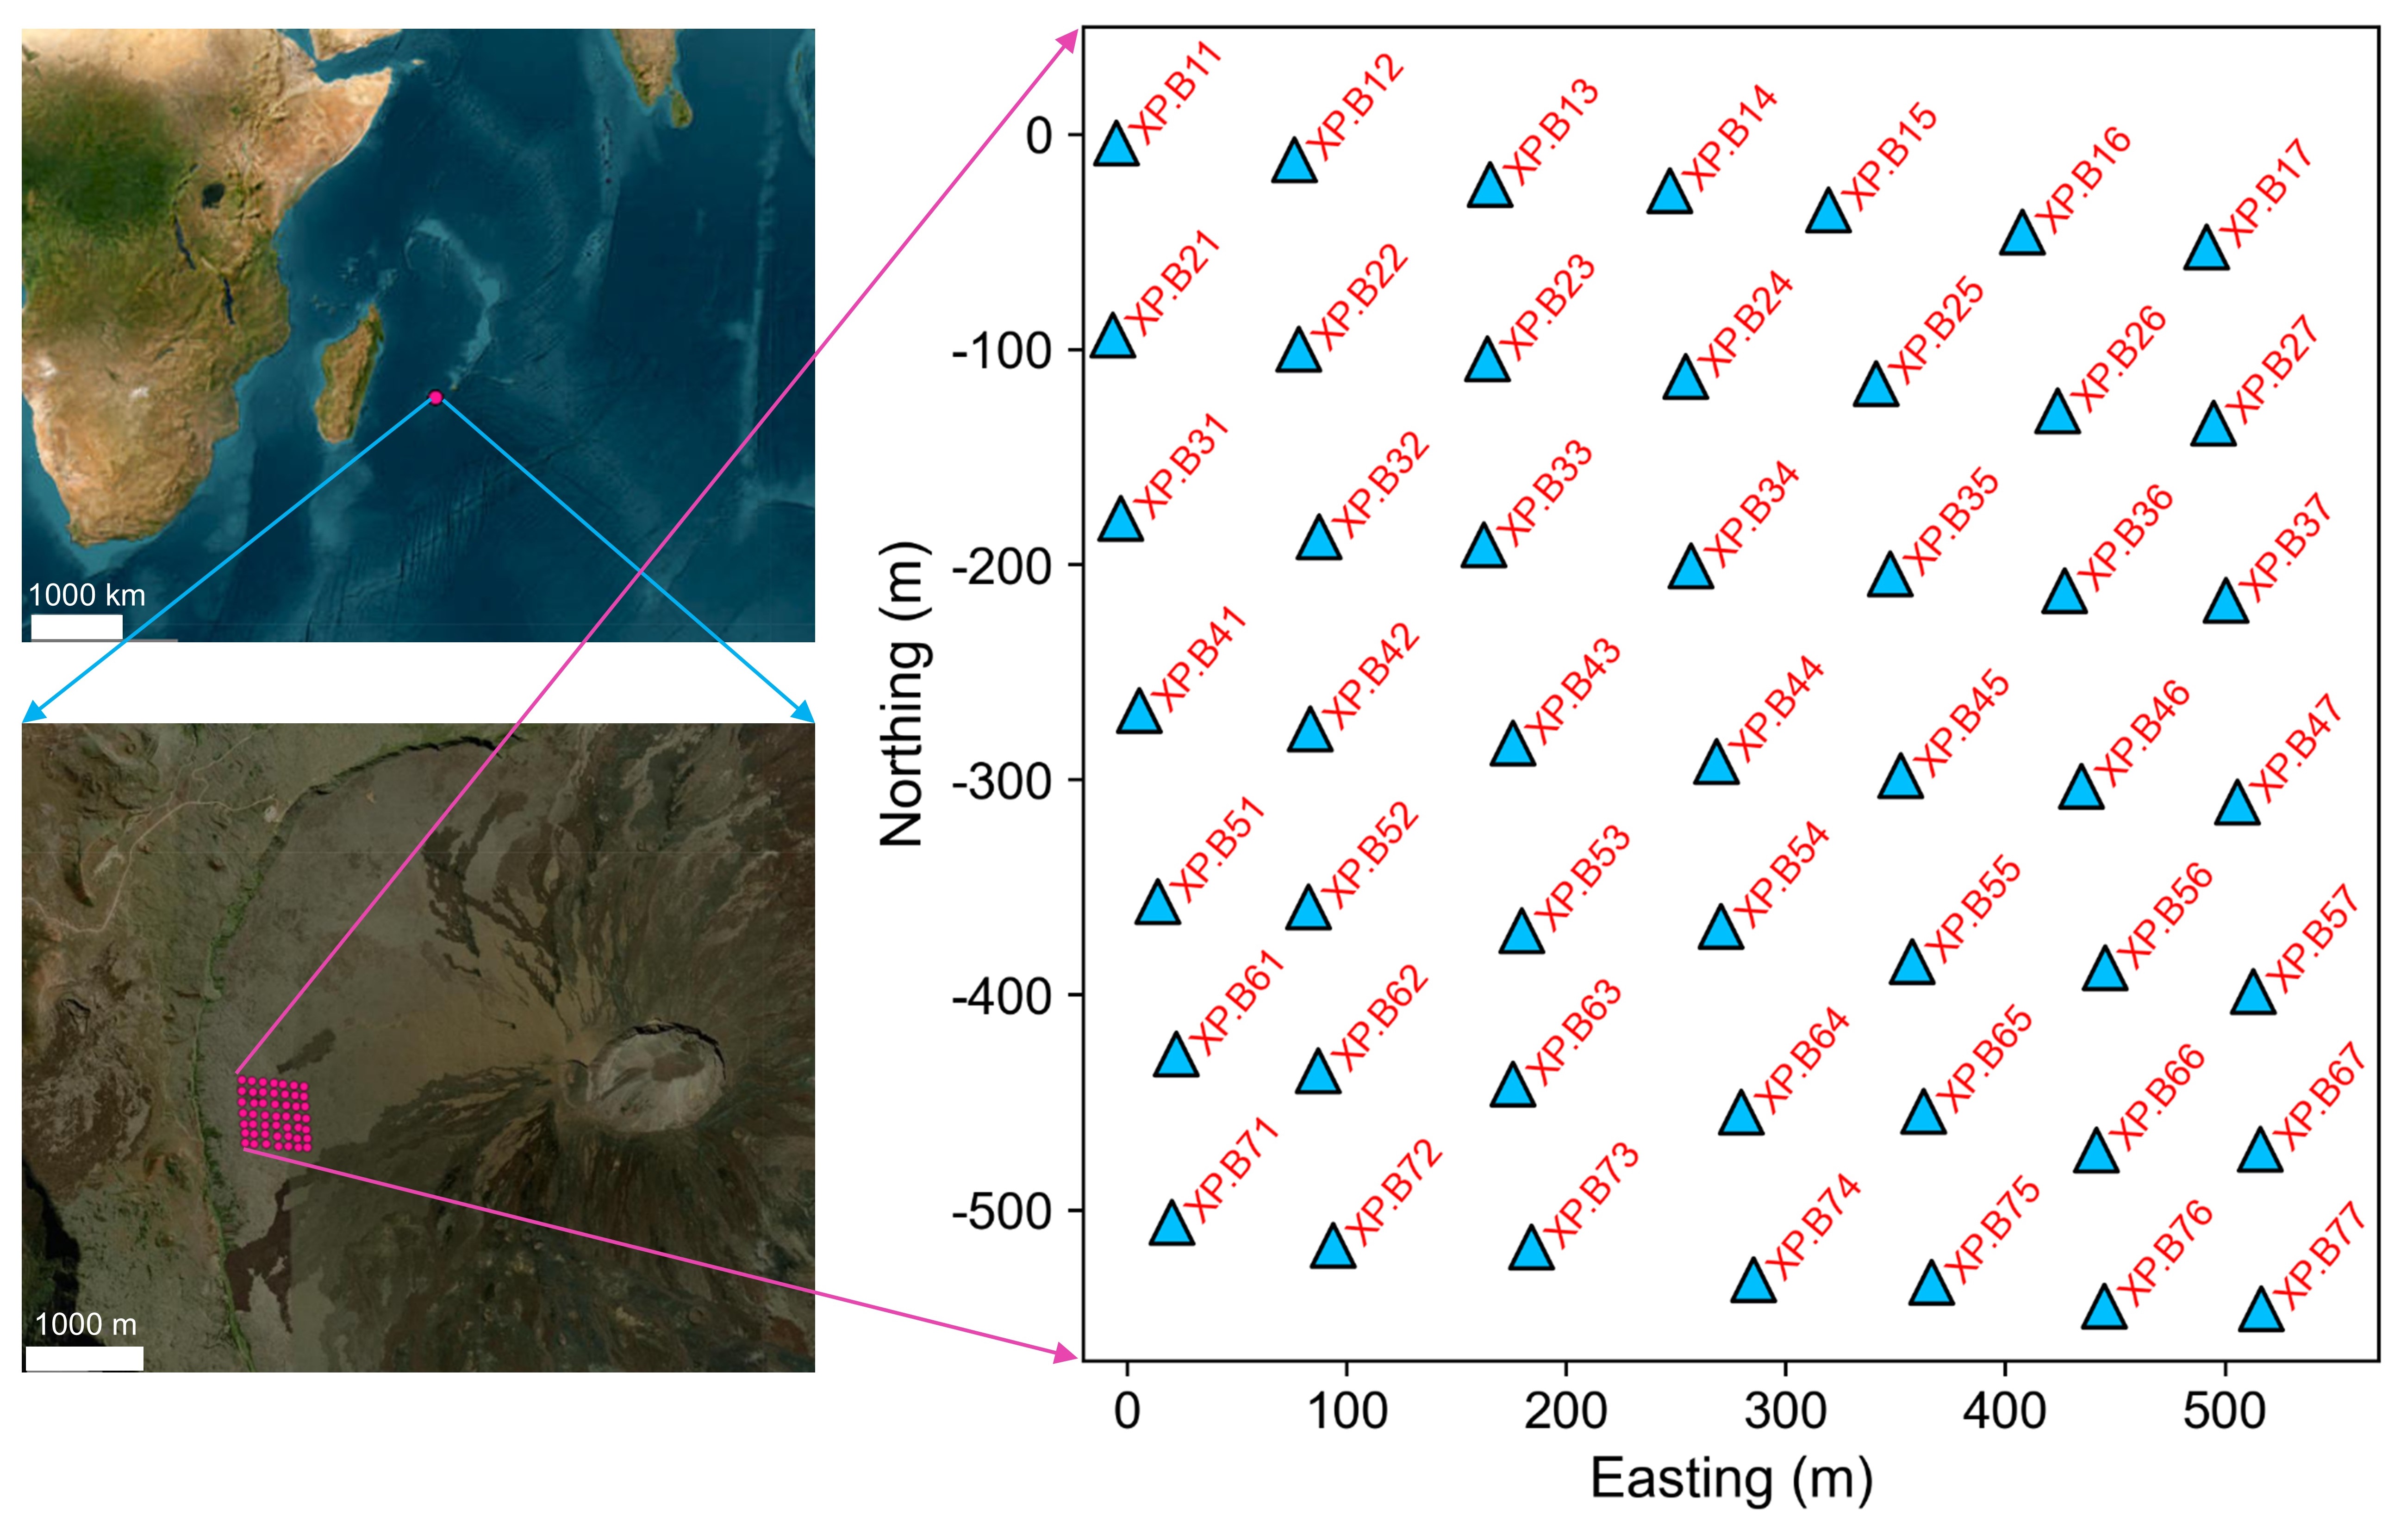 1000 km
1000 m
XP.B11 XP.B12 XP.B13 XP.B14 XP.B15 XP.B16 XP.B17
XP.B21 XP.B22 XP.B23 XP.B24 XP.B25 XP.B26 XP.B27
XP.B31 XP.B32 XP.B33 XP.B34 XP.B35 XP.B36 XP.B37
XP.B41 XP.B42 XP.B43 XP.B44 XP.B45 XP.B46 XP.B47
XP.B51 XP.B52 XP.B53 XP.B54 XP.B55 XP.B56 XP.B57
XP.B61 XP.B62 XP.B63 XP.B64 XP.B65 XP.B66 XP.B67
XP.B71 XP.B72 XP.B73 XP.B74 XP.B75 XP.B76 XP.B77
0
-100
-200
-300
-400
-500
Northing (m)
0 100 200 300 400 500
Easting (m)